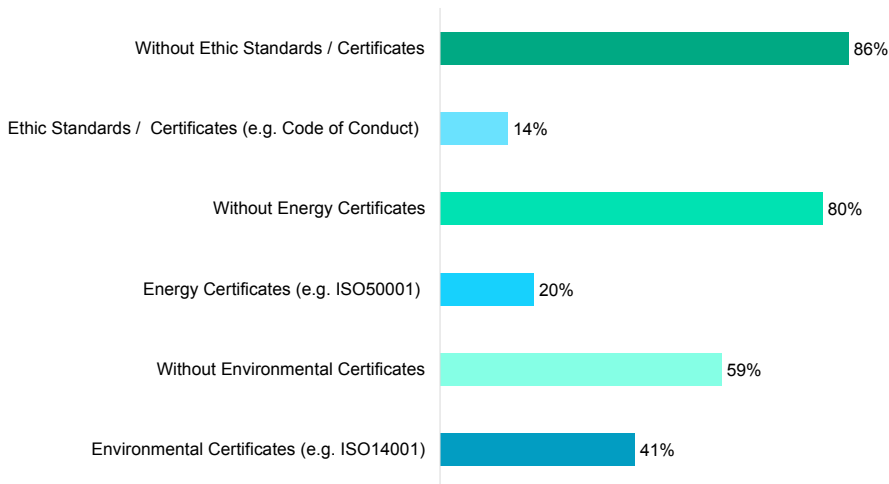 Without Ethic Standards / Certificates
86%
Ethic Standards /  Certificates (e.g. Code of Conduct)
14%
Without Energy Certificates
80%
Energy Certificates (e.g. ISO50001)
20%
Without Environmental Certificates
59%
Environmental Certificates (e.g. ISO14001)
41%